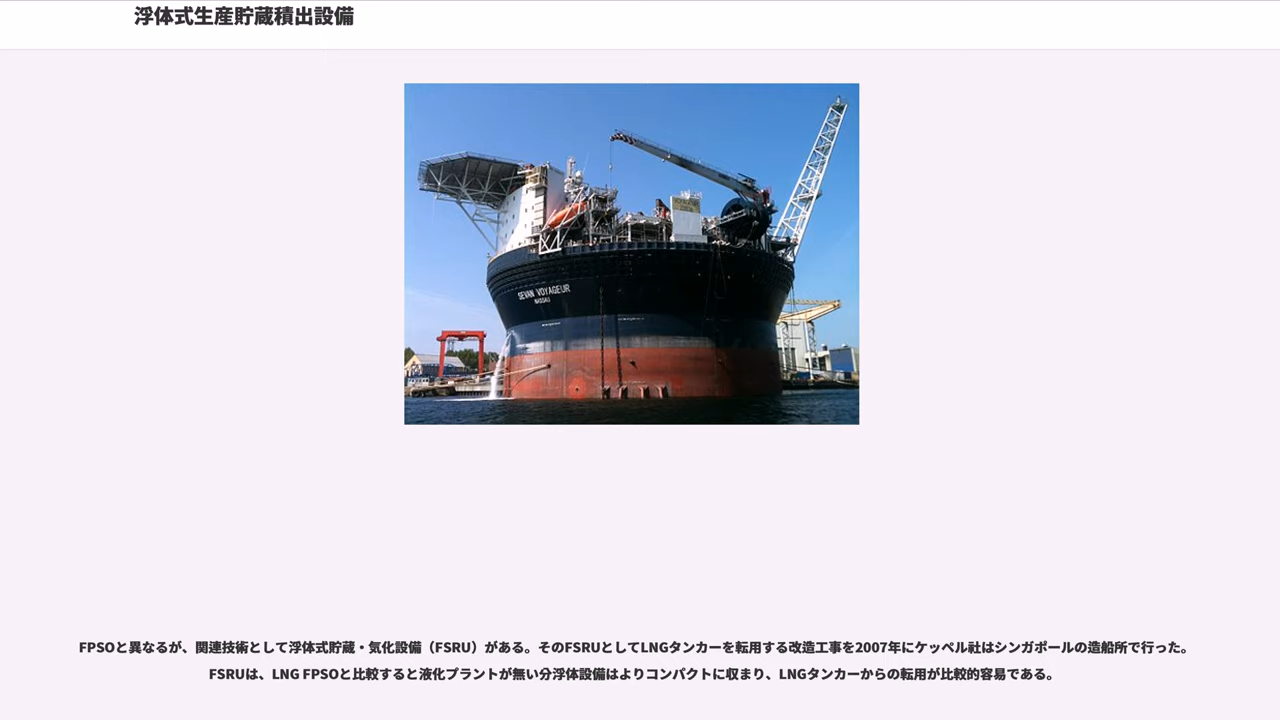 浮体式生産貯蔵積出設備
SEVAN VOYAGEUR
NASSAU
FPSOと異なるが、関連技術として浮体式貯蔵・気化設備（FSRU）がある。そのFSRUとしてLNGタンカーを転用する改造工事を2007年にケッペル社はシンガポールの造船所で行った。
FSRUは、LNG FPSOと比較すると液化プラントが無い分浮体設備はよりコンパクトに収まり、LNGタンカーからの転用が比較的容易である。